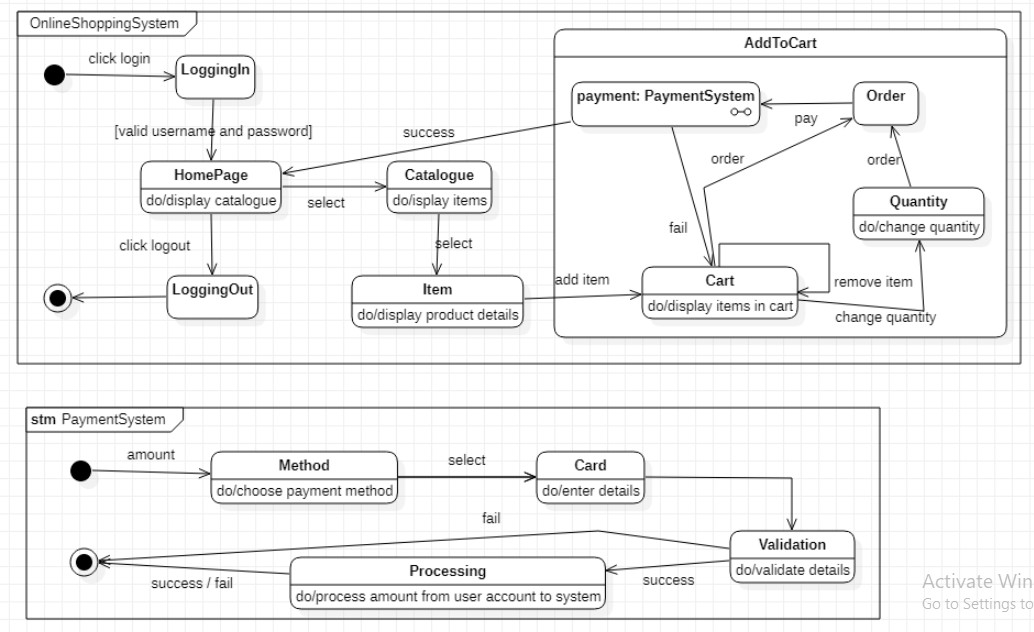 OnlineShoppingSystem
click login
LoggingIn
[valid username and password]
HomePage
do/display catalogue
success
select
Catalogue
do/isplay items
click logout
LoggingOut
select
Item
do/display product details
add item
AddToCart
payment: PaymentSystem
Order
pay
order
order
Quantity
do/change quantity
fail
Cart
do/display items in cart
remove item
change quantity
stm PaymentSystem
amount
Method
do/choose payment method
select
Card
do/enter details
fail
Validation
do/validate details
success
Processing
do/process amount from user account to system
success / fail
Activate Win
Go to Settings to